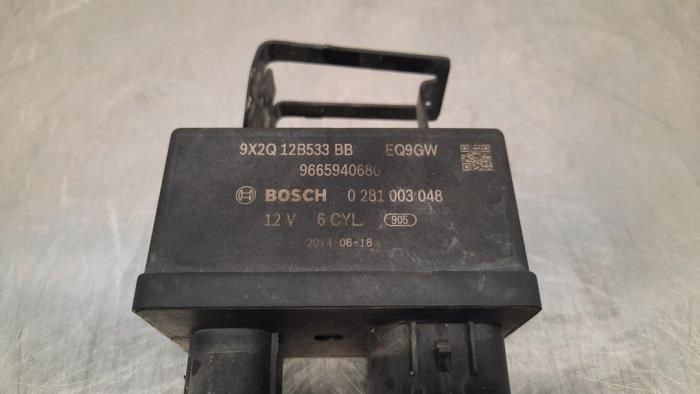 9X2Q 12B533 BB EQ9GW
9665940680
BOSCH 0 281 003 048
12 V 6 CYL. 905
2014-06-18